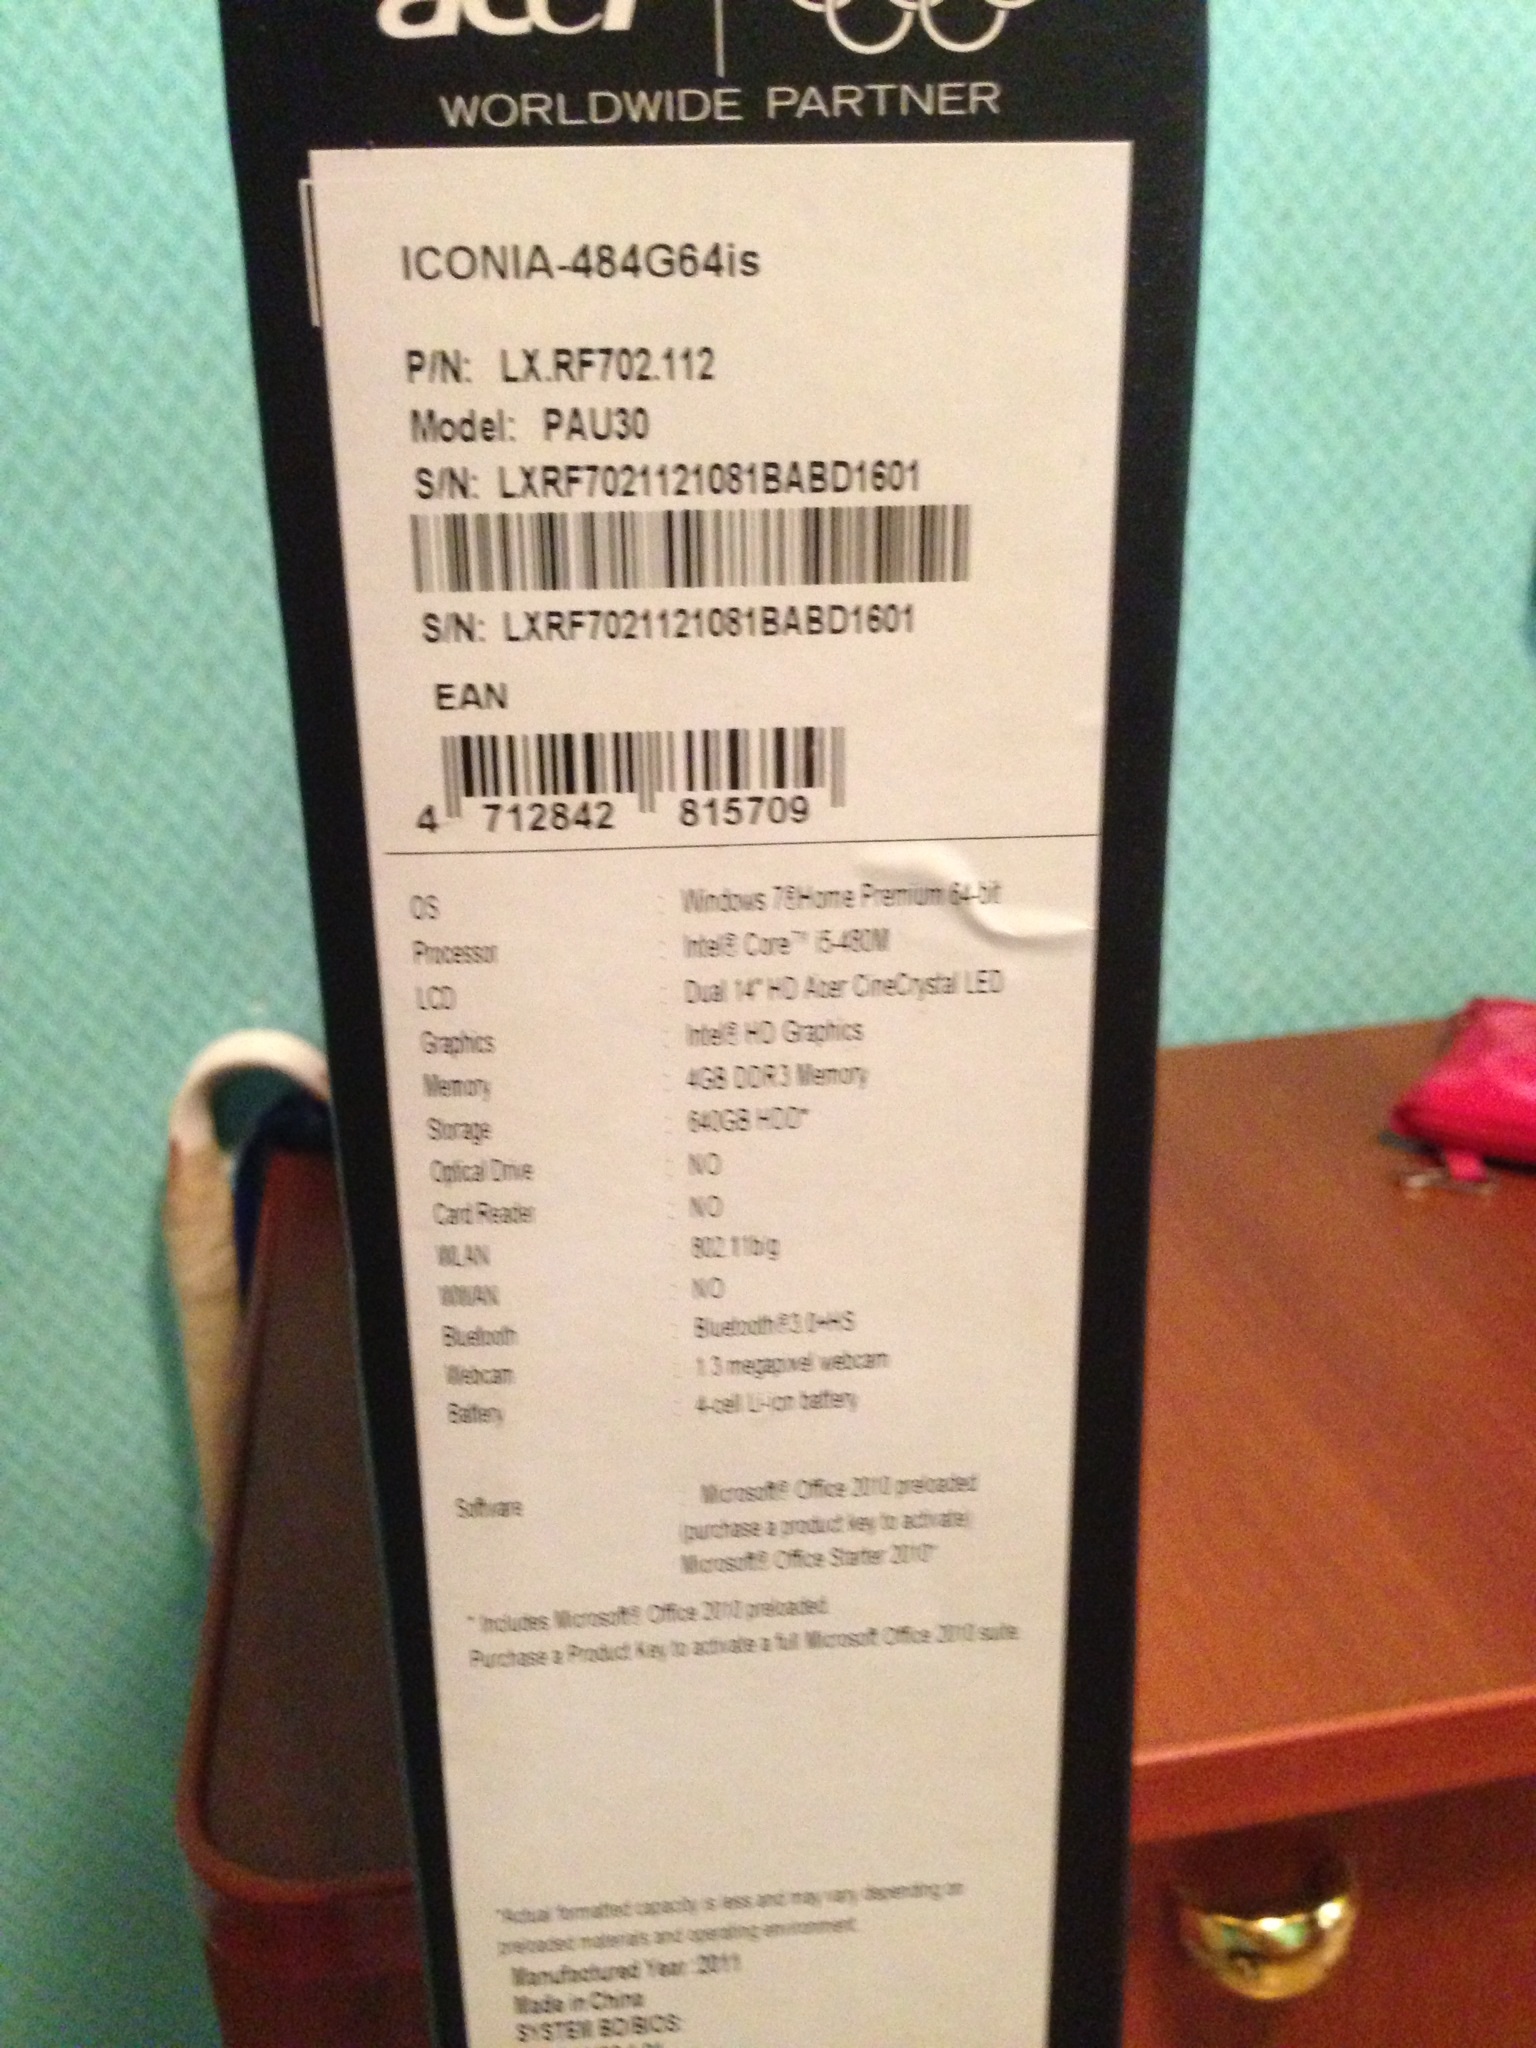 acer
WORLDWIDE PARTNER
ICONIA-484G64is
P/N: LX.RF702.112
Model: PAU30
S/N: LXRF7021121081BABD1601
S/N: LXRF7021121081BABD1601
EAN
4 712842 815709
OS : Windows 7®Home Premium 64-bit
Processor : Intel® Core™ i5-480M
LCD : Dual 14" HD Acer CineCrystal LED
Graphics : Intel® HD Graphics
Memory : 4GB DDR3 Memory
Storage : 640GB HDD*
Optical Drive : NO
Card Reader : NO
WLAN : 802.11b/g
WWAN : NO
Bluetooth : Bluetooth®3.0+HS
Webcam : 1.3 megapixel webcam
Battery : 4-cell Li-ion battery
Software : Microsoft® Office 2010 preloaded
(purchase a product key to activate)
Microsoft® Office Starter 2010*
* Includes Microsoft® Office 2010 preloaded.
Purchase a Product Key to activate a full Microsoft Office 2010 suite.
*Actual formatted capacity is less and may vary depending on
preloaded materials and operating environment.
Manufactured Year :2011
Made in China
SYSTEM BO/BIOS: